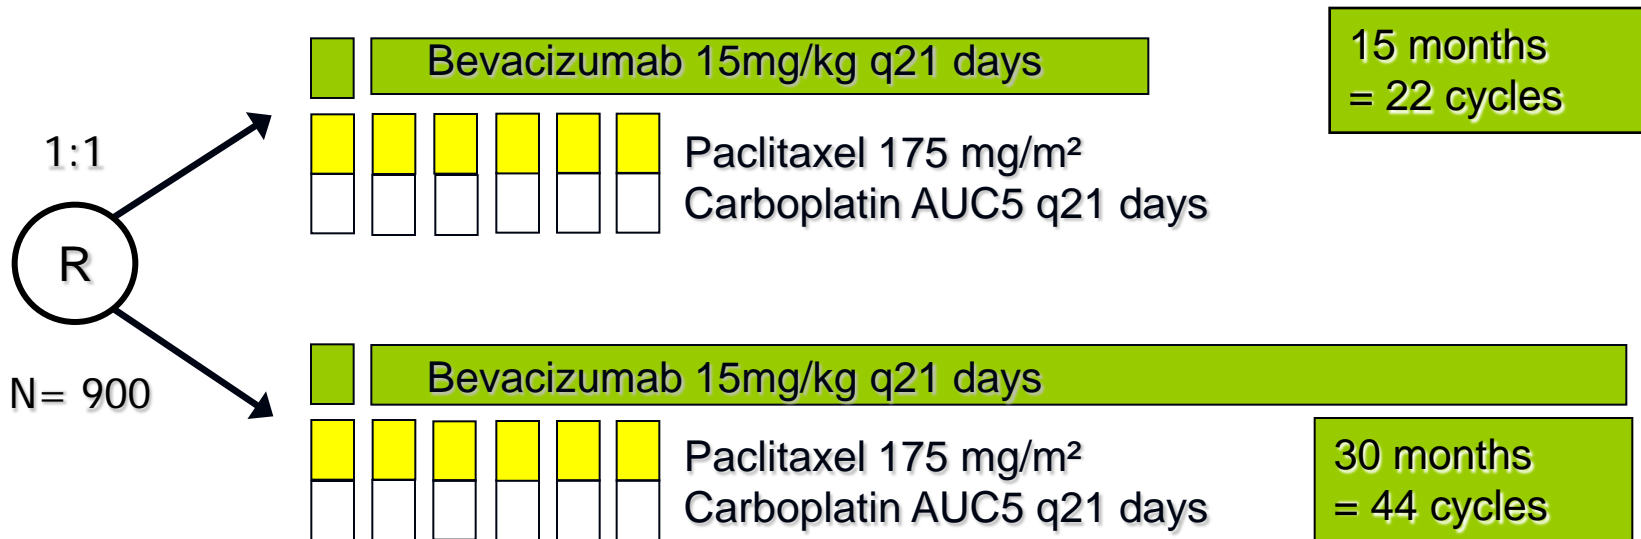 Bevacizumab 15mg/kg q21 days
15 months
= 22 cycles
1:1
Paclitaxel 175 mg/m²
Carboplatin AUC5 q21 days
R
N= 900
Bevacizumab 15mg/kg q21 days
Paclitaxel 175 mg/m²
Carboplatin AUC5 q21 days
30 months
= 44 cycles